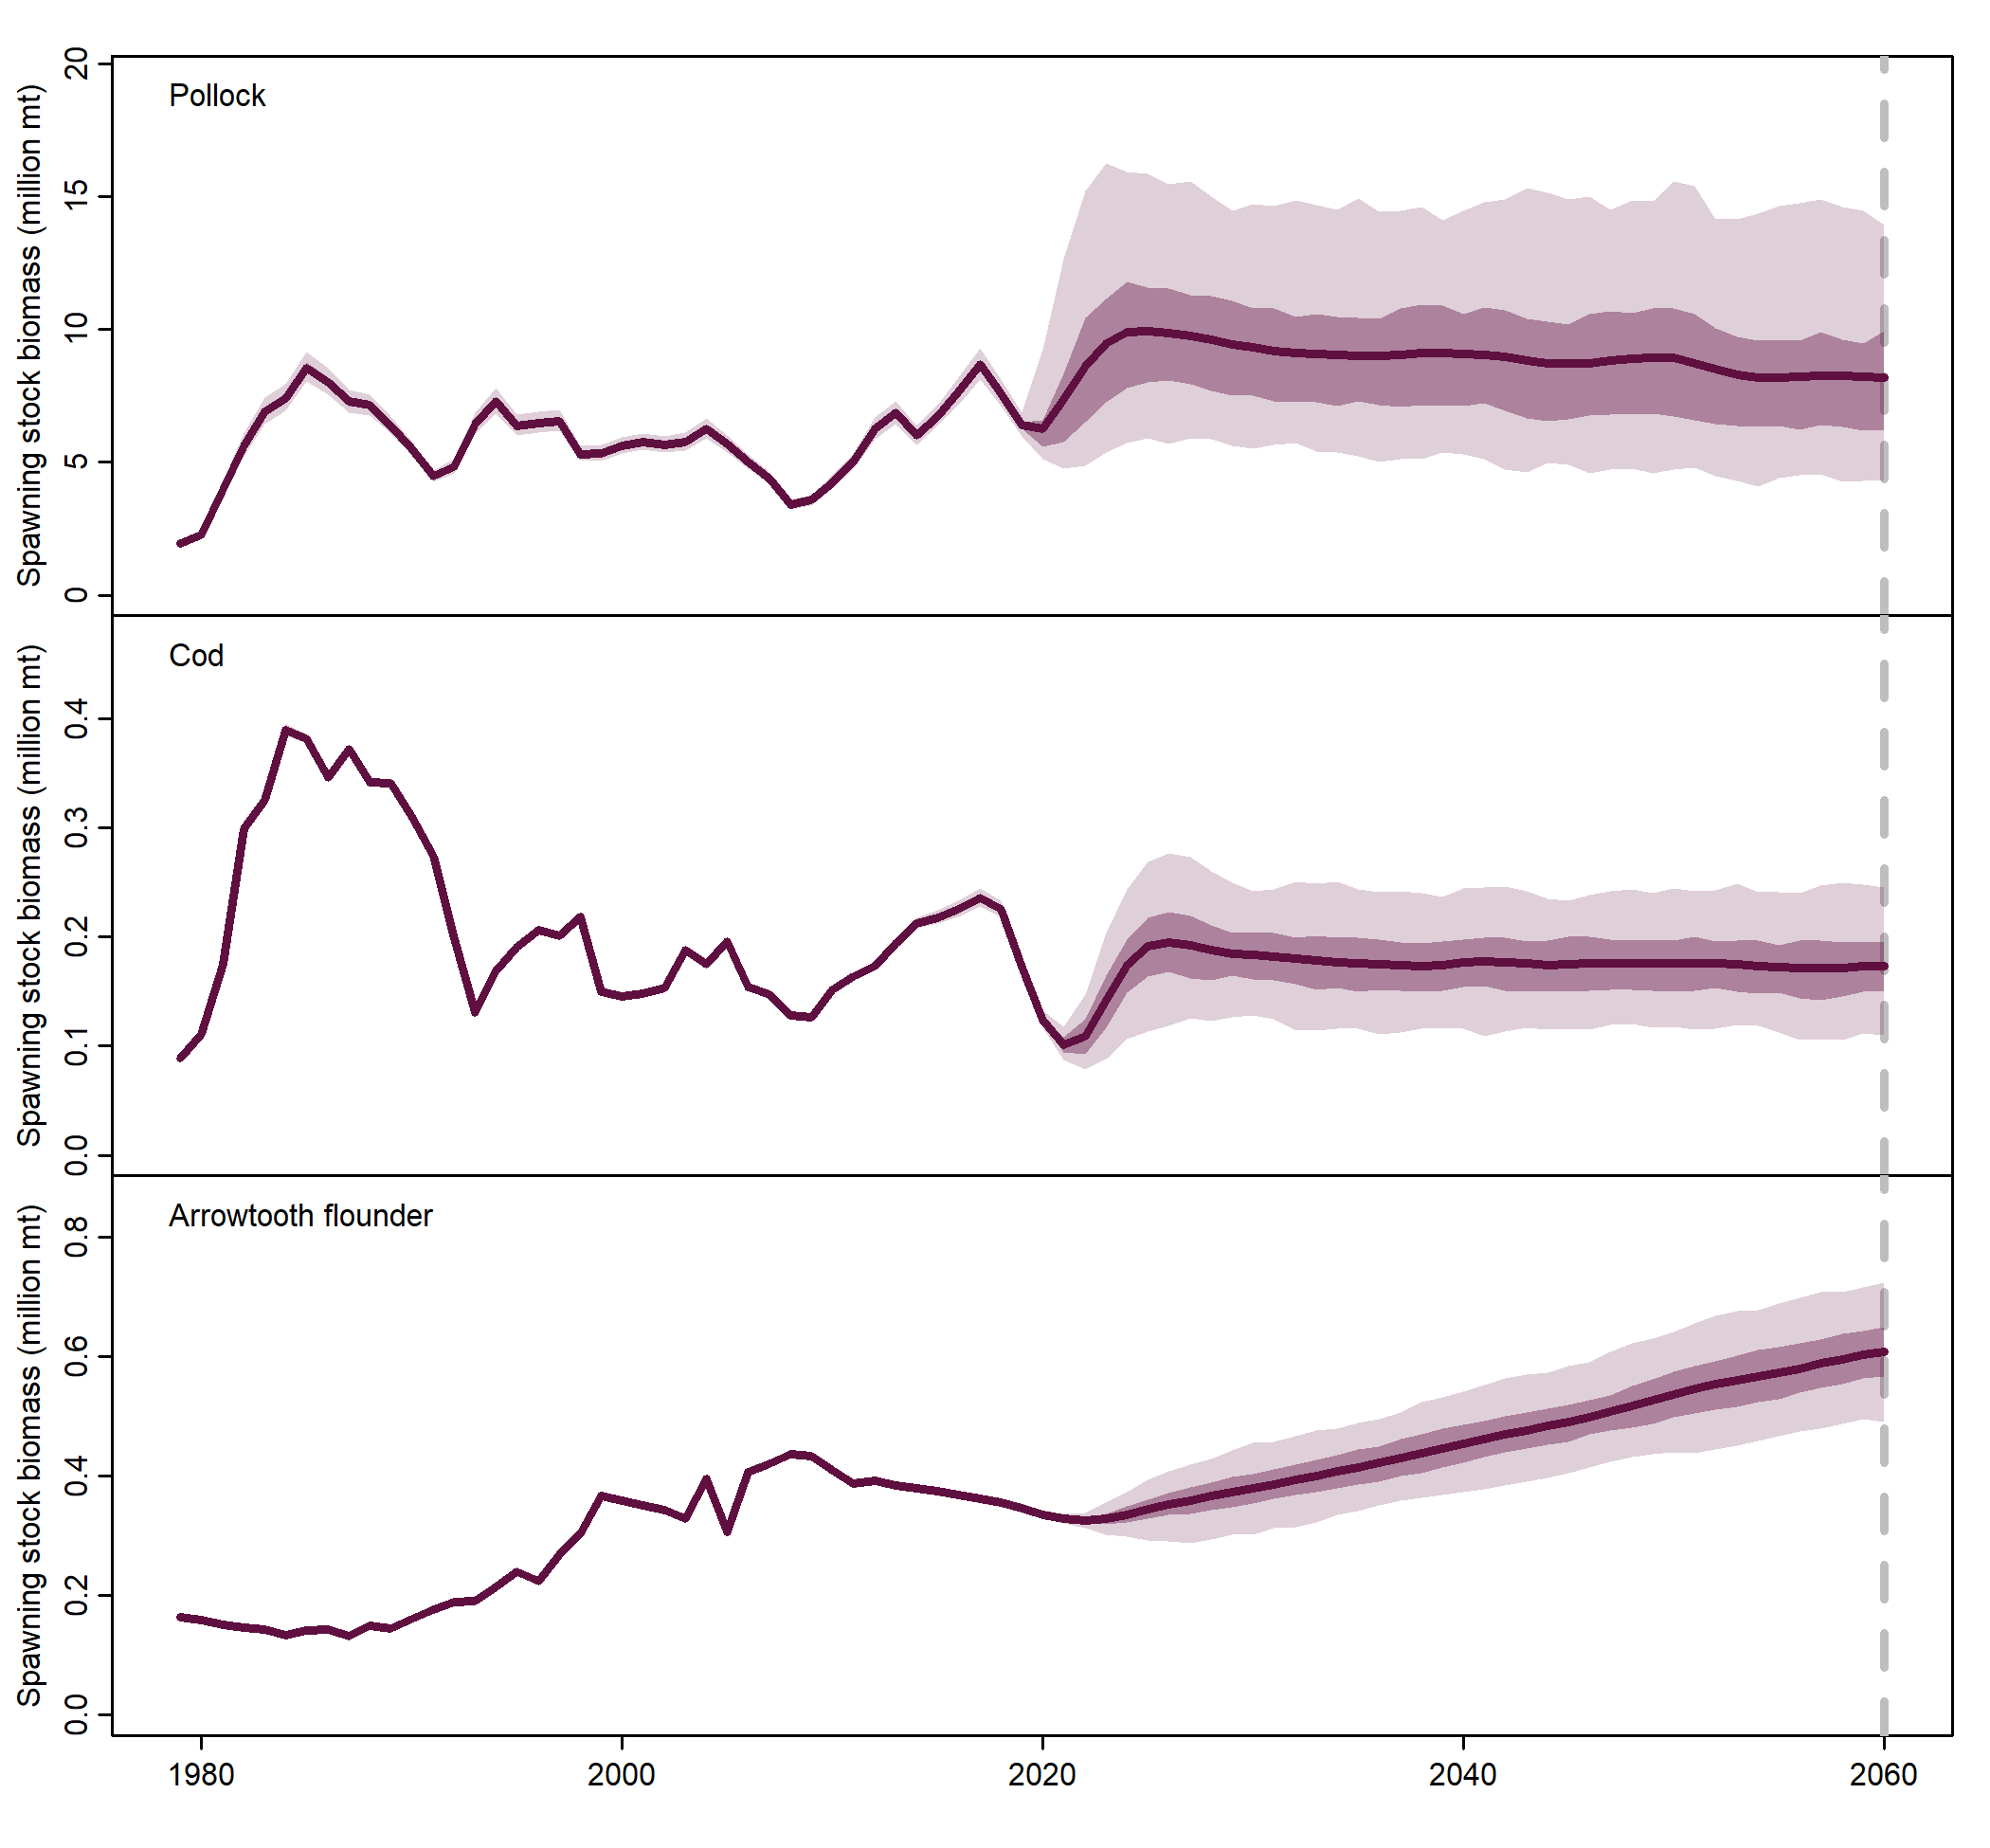 Spawning stock biomass (million mt)
20
15
10
5
0
Pollock
Spawning stock biomass (million mt)
0.4
0.3
0.2
0.1
0.0
Cod
Spawning stock biomass (million mt)
0.8
0.6
0.4
0.2
0.0
Arrowtooth flounder
1980 2000 2020 2040 2060